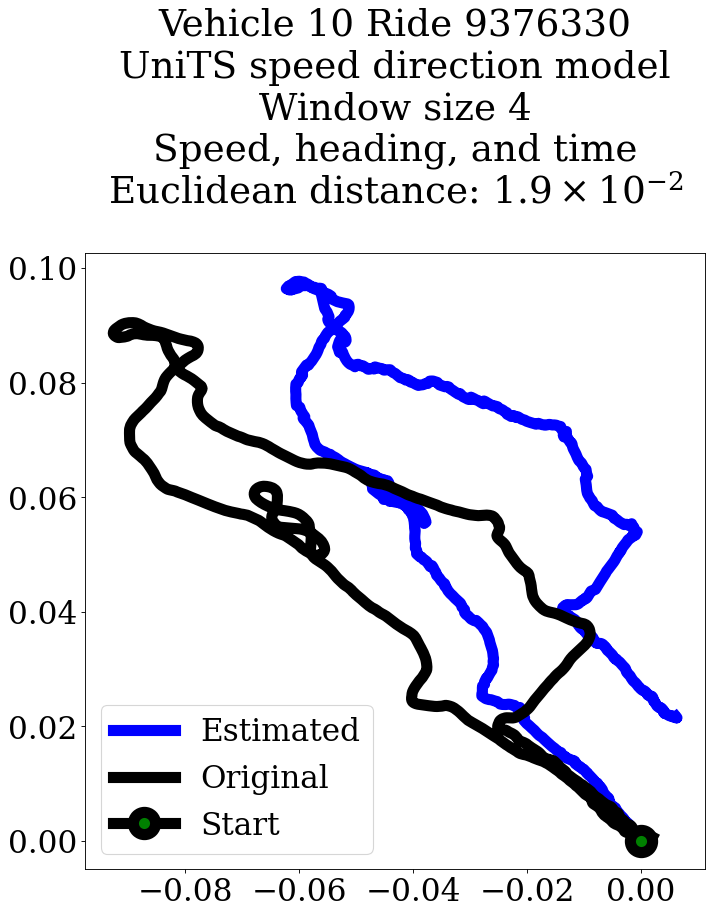 Vehicle 10 Ride 9376330
UniTS speed direction model
Window size 4
Speed, heading, and time
Euclidean distance: 1.9 × 10⁻²
0.10
0.08
0.06
0.04
0.02
0.00
Estimated
Original
Start
−0.08 −0.06 −0.04 −0.02 0.00